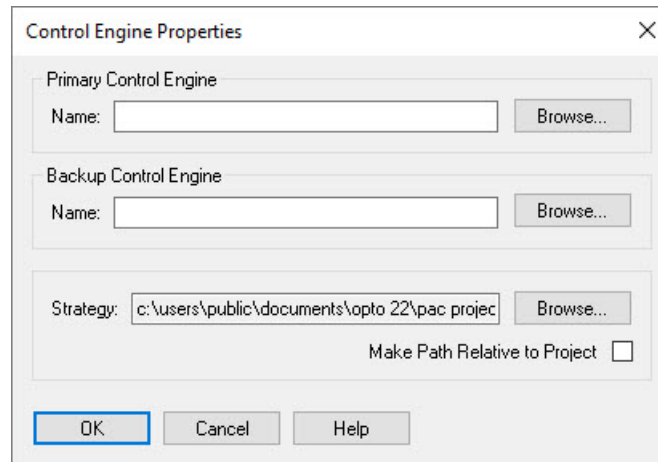 Control Engine Properties
Primary Control Engine
Name: Browse...
Backup Control Engine
Name: Browse...
Strategy: c:\users\public\documents\opto 22\pac projec Browse...
Make Path Relative to Project
OK Cancel Help